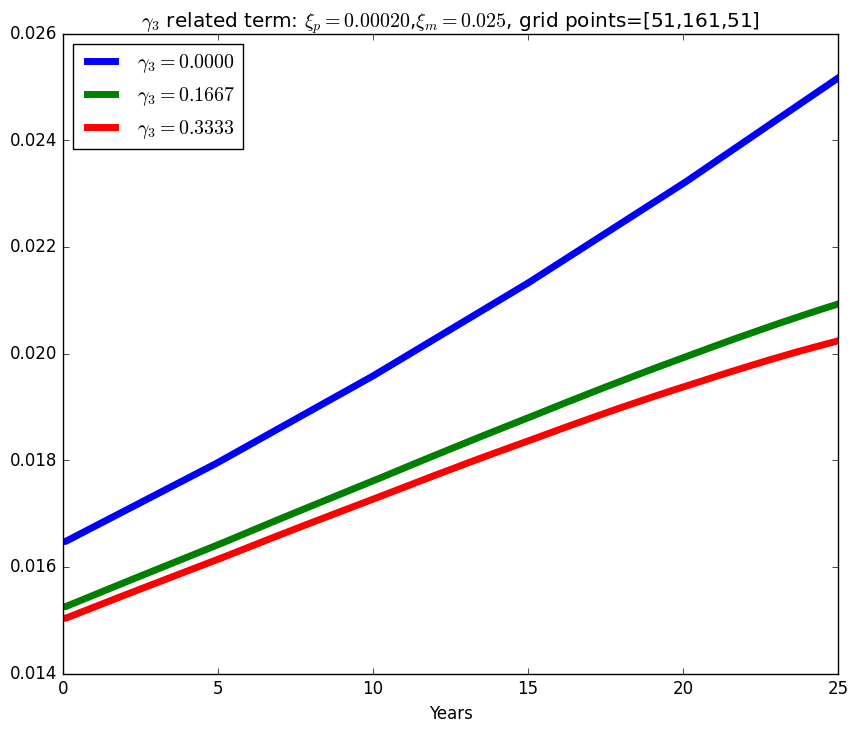 γ₃ related term: ξₚ = 0.00020,ξₘ = 0.025, grid points=[51,161,51]
0.026
γ₃ = 0.0000
γ₃ = 0.1667
γ₃ = 0.3333
0.024
0.022
0.020
0.018
0.016
0.014
0 5 10 15 20 25
Years